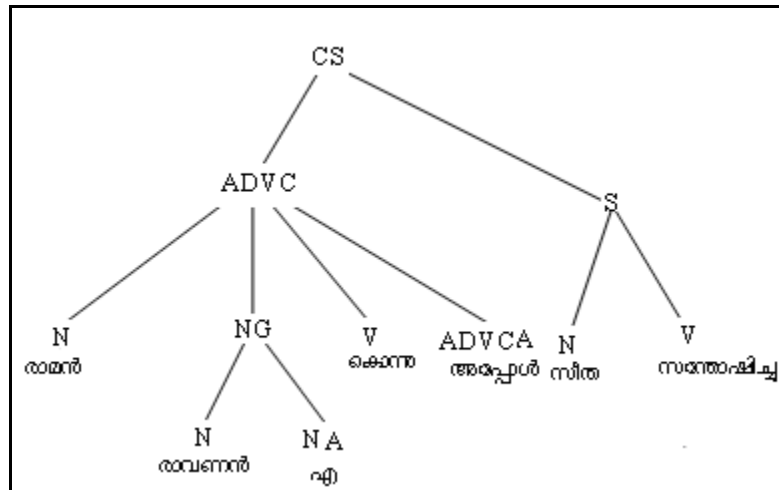 CS
ADVC
S
N NG V ADVCA N V
രാമൻ കൊന്നു അപ്പോൾ സീത സന്തോഷിച്ചു
N NA
രാവണൻ എ